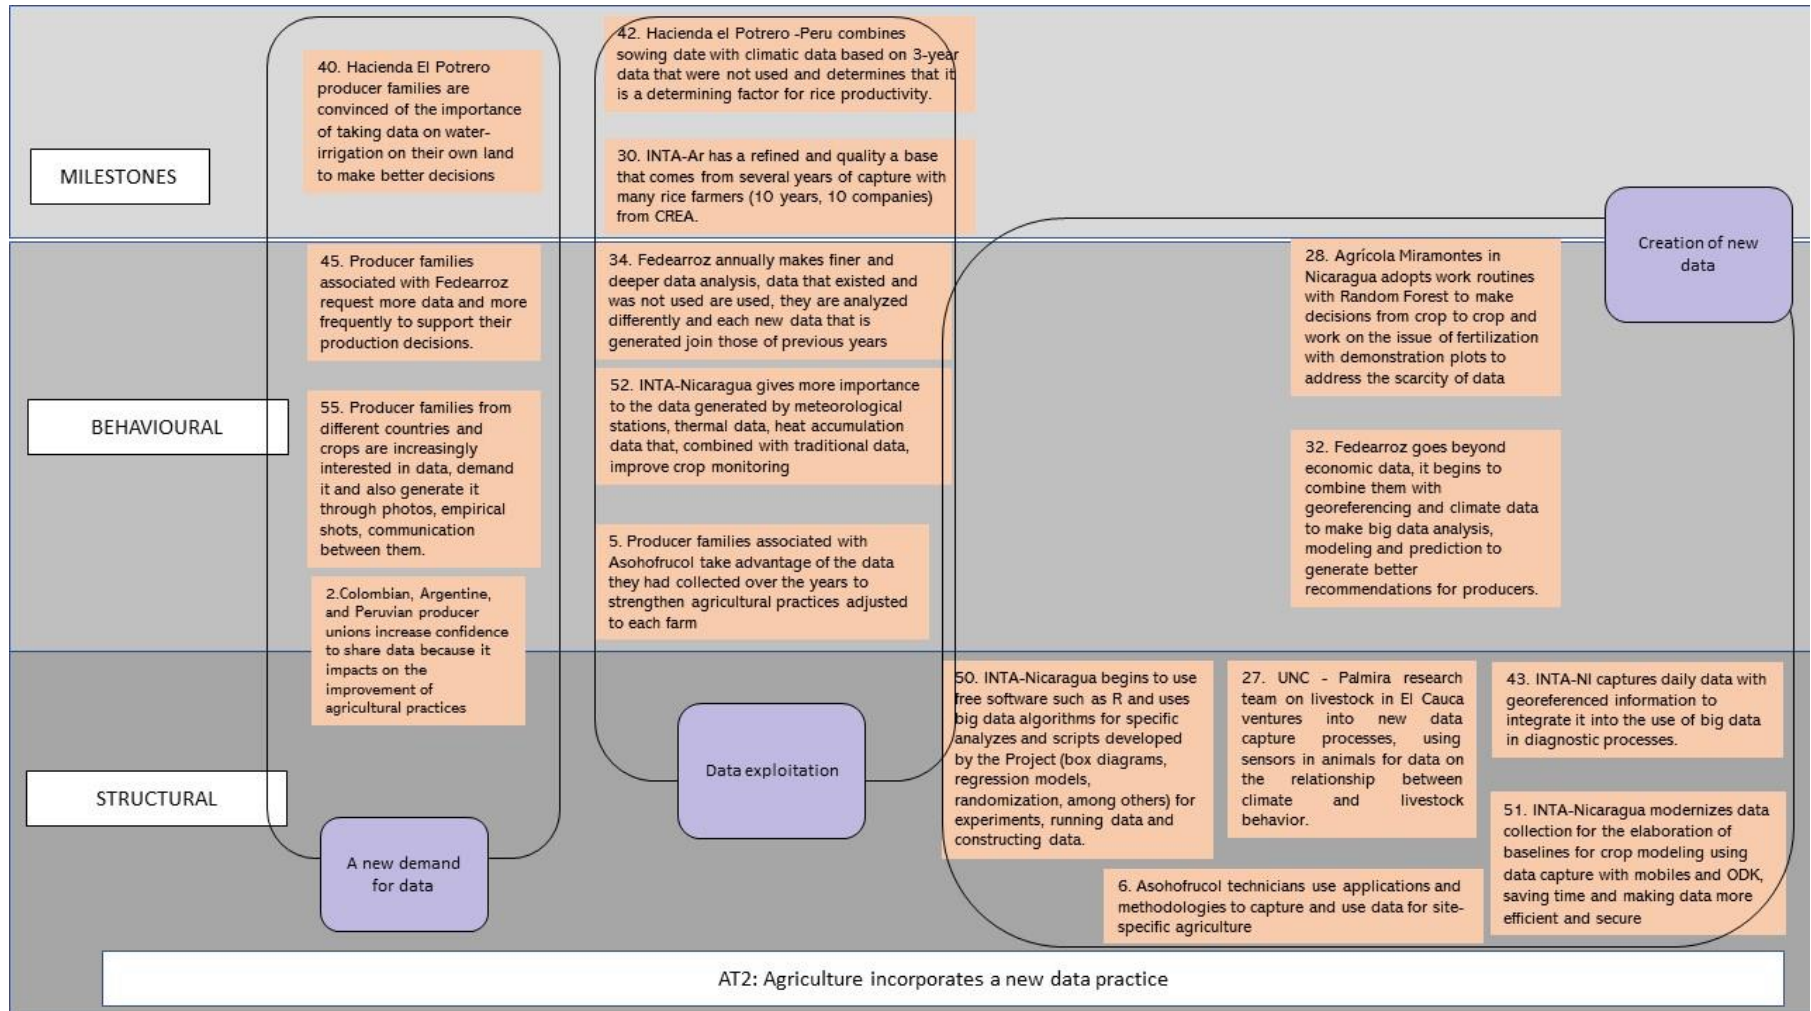 MILESTONES
40. Hacienda El Potrero
producer families are
convinced of the importance
of taking data on water-
irrigation on their own land
to make better decisions
42. Hacienda el Potrero -Peru combines
sowing date with climatic data based on 3-year
data that were not used and determines that it
is a determining factor for rice productivity.
30. INTA-Ar has a refined and quality a base
that comes from several years of capture with
many rice farmers (10 years, 10 companies)
from CREA.
Creation of new
data
BEHAVIOURAL
45. Producer families
associated with Fedearroz
request more data and more
frequently to support their
production decisions.
55. Producer families from
different countries and
crops are increasingly
interested in data, demand
it and also generate it
through photos, empirical
shots, communication
between them.
2.Colombian, Argentine,
and Peruvian producer
unions increase confidence
to share data because it
impacts on the
improvement of
agricultural practices
34. Fedearroz annually makes finer and
deeper data analysis, data that existed and
was not used are used, they are analyzed
differently and each new data that is
generated join those of previous years
52. INTA-Nicaragua gives more importance
to the data generated by meteorological
stations, thermal data, heat accumulation
data that, combined with traditional data,
improve crop monitoring
5. Producer families associated with
Asohofrucol take advantage of the data
they had collected over the years to
strengthen agricultural practices adjusted
to each farm
28. Agrícola Miramontes in
Nicaragua adopts work routines
with Random Forest to make
decisions from crop to crop and
work on the issue of fertilization
with demonstration plots to
address the scarcity of data
32. Fedearroz goes beyond
economic data, it begins to
combine them with
georeferencing and climate data
to make big data analysis,
modeling and prediction to
generate better
recommendations for producers.
STRUCTURAL
A new demand
for data
Data exploitation
50. INTA-Nicaragua begins to use
free software such as R and uses
big data algorithms for specific
analyzes and scripts developed
by the Project (box diagrams,
regression models,
randomization, among others) for
experiments, running data and
constructing data.
27. UNC - Palmira research
team on livestock in El Cauca
ventures into new data
capture processes, using
sensors in animals for data on
the relationship between
climate and livestock
behavior.
43. INTA-NI captures daily data with
georeferenced information to
integrate it into the use of big data
in diagnostic processes.
51. INTA-Nicaragua modernizes data
collection for the elaboration of
baselines for crop modeling using
data capture with mobiles and ODK,
saving time and making data more
efficient and secure
6. Asohofrucol technicians use applications and
methodologies to capture and use data for site-
specific agriculture
AT2: Agriculture incorporates a new data practice